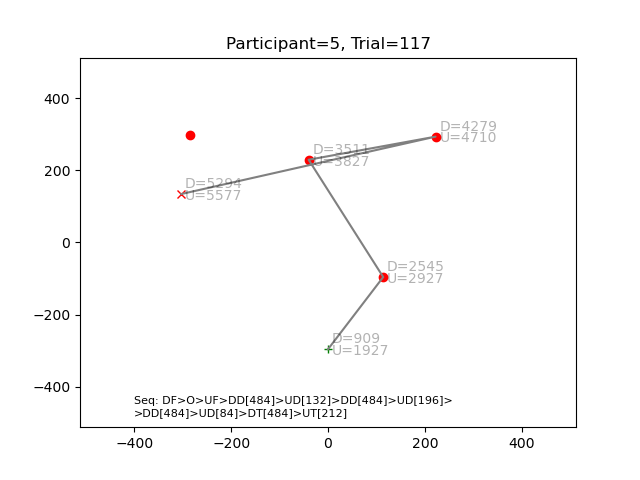 Participant=5, Trial=117
400
200
0
−200
−400
D=4279
U=4710
D=3511
U=3827
D=5294
U=5577
D=2545
U=2927
D=909
U=1927
Seq: DF>O>UF>DD[484]>UD[132]>DD[484]>UD[196]>
>DD[484]>UD[84]>DT[484]>UT[212]
−400 −200 0 200 400